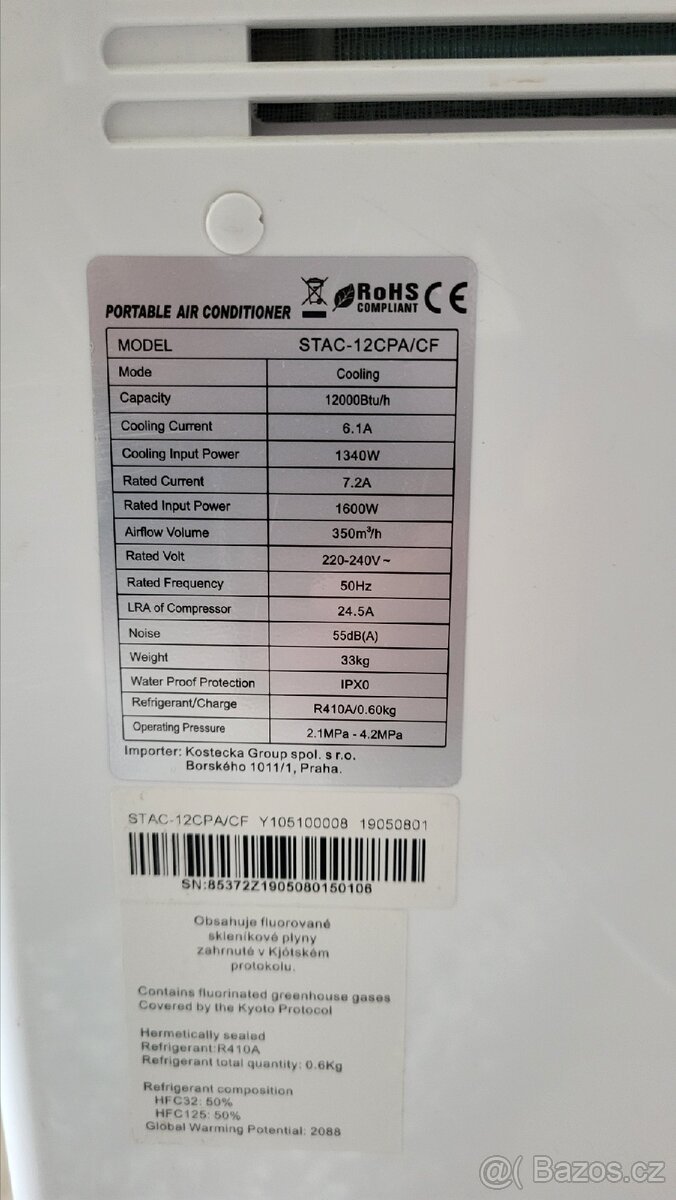 PORTABLE AIR CONDITIONER RoHS COMPLIANT CE
MODEL STAC-12CPA/CF
Mode Cooling
Capacity 12000Btu/h
Cooling Current 6.1A
Cooling Input Power 1340W
Rated Current 7.2A
Rated Input Power 1600W
Airflow Volume 350m³/h
Rated Volt 220-240V~
Rated Frequency 50Hz
LRA of Compressor 24.5A
Noise 55dB(A)
Weight 33kg
Water Proof Protection IPX0
Refrigerant/Charge R410A/0.60kg
Operating Pressure 2.1MPa - 4.2MPa
Importer: Kostecka Group spol. s r.o.
Borského 1011/1, Praha.
STAC-12CPA/CF Y105100008 19050801
SN:85372Z1905080150106
Obsahuje fluorované
skleníkové plyny
zahrnuté v Kjótském
protokolu.
Contains fluorinated greenhouse gases
Covered by the Kyoto Protocol
Hermetically sealed
Refrigerant:R410A
Refrigerant total quantity: 0.6Kg
Refrigerant composition
HFC32: 50%
HFC125: 50%
Global Warming Potential: 2088
@( Bazos.cz